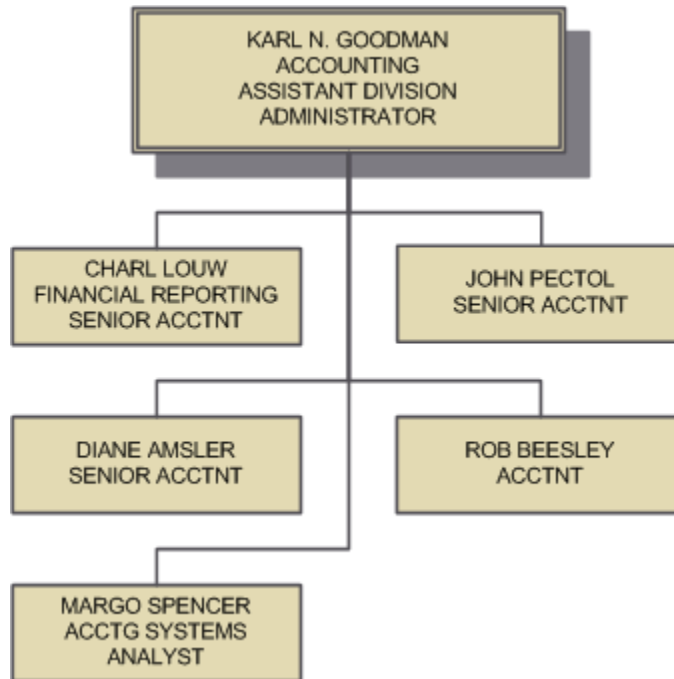 KARL N. GOODMAN
ACCOUNTING
ASSISTANT DIVISION
ADMINISTRATOR
CHARL LOUW
FINANCIAL REPORTING
SENIOR ACCTNT
JOHN PECTOL
SENIOR ACCTNT
DIANE AMSLER
SENIOR ACCTNT
ROB BEESLEY
ACCTNT
MARGO SPENCER
ACCTG SYSTEMS
ANALYST